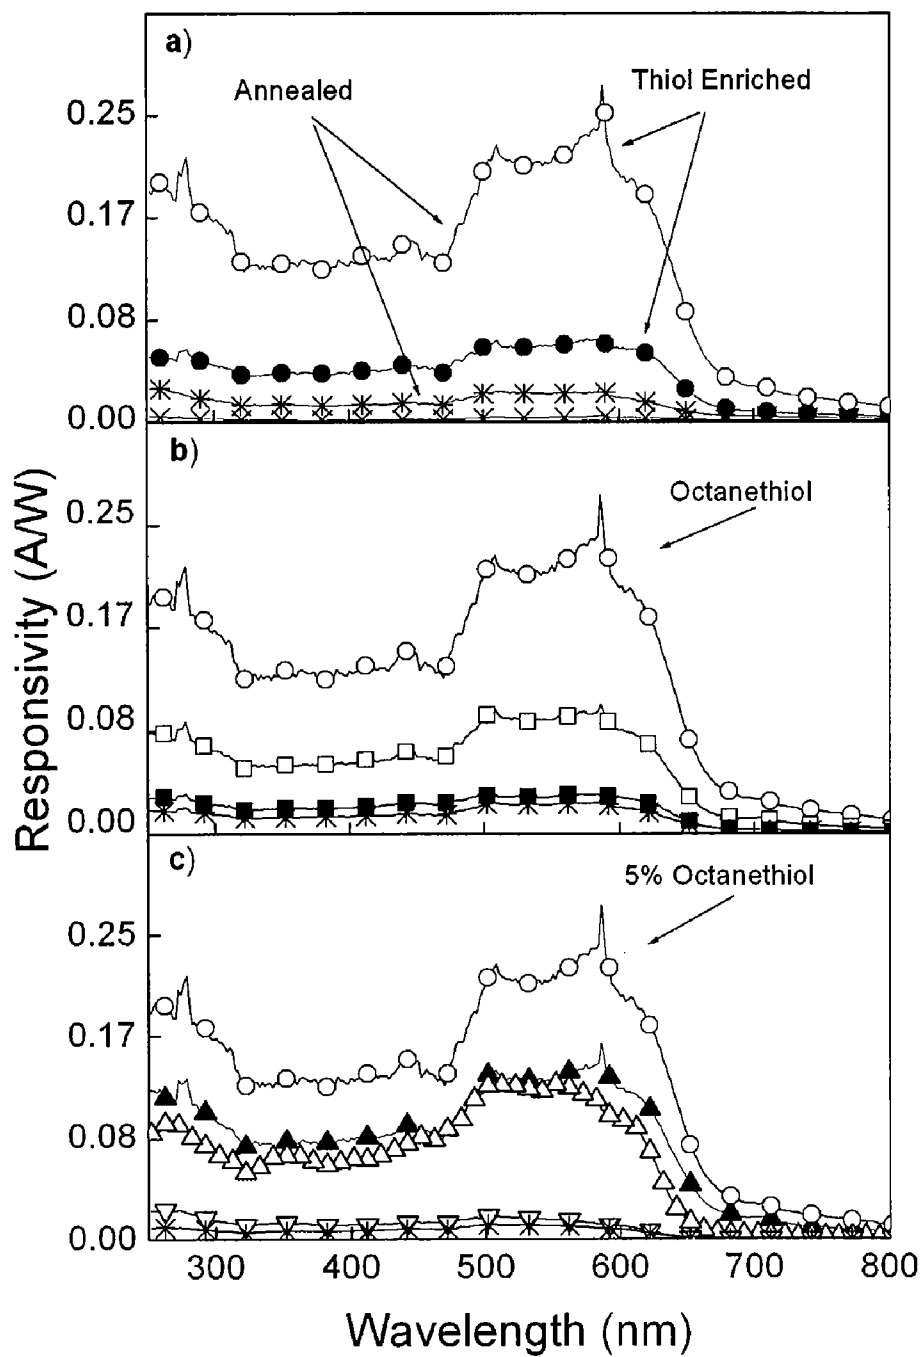 a)
Annealed
Thiol Enriched
0.25
0.17
0.08
0.00
b)
Octanethiol
0.25
0.17
0.08
0.00
c)
5% Octanethiol
0.25
0.17
0.08
0.00
Responsivity (A/W)
300 400 500 600 700 800
Wavelength (nm)